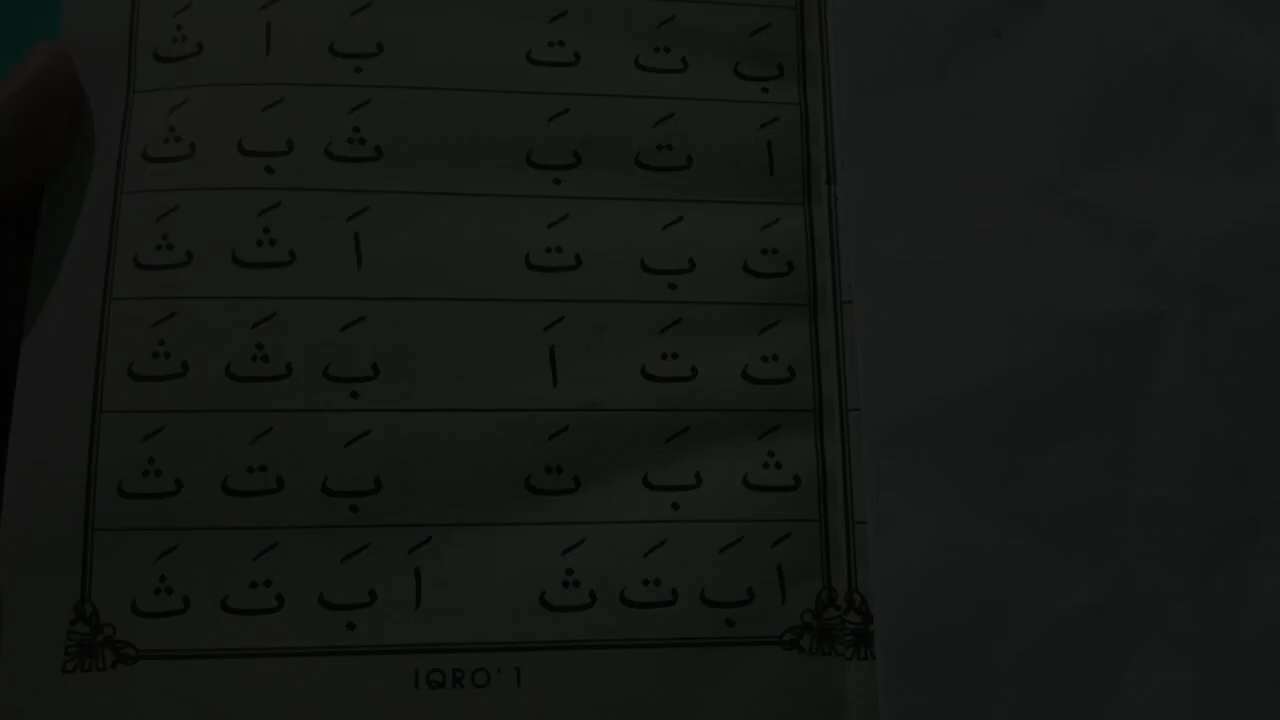 بَ تَ تَ بَ اَ ثَ
اَ تَ بَ ثَ بَ ثَ
تَ بَ تَ اَ ثَ ثَ
تَ تَ اَ بَ ثَ ثَ
ثَ بَ تَ بَ تَ ثَ
اَ بَ تَ ثَ اَ بَ تَ ثَ
IQRO' 1